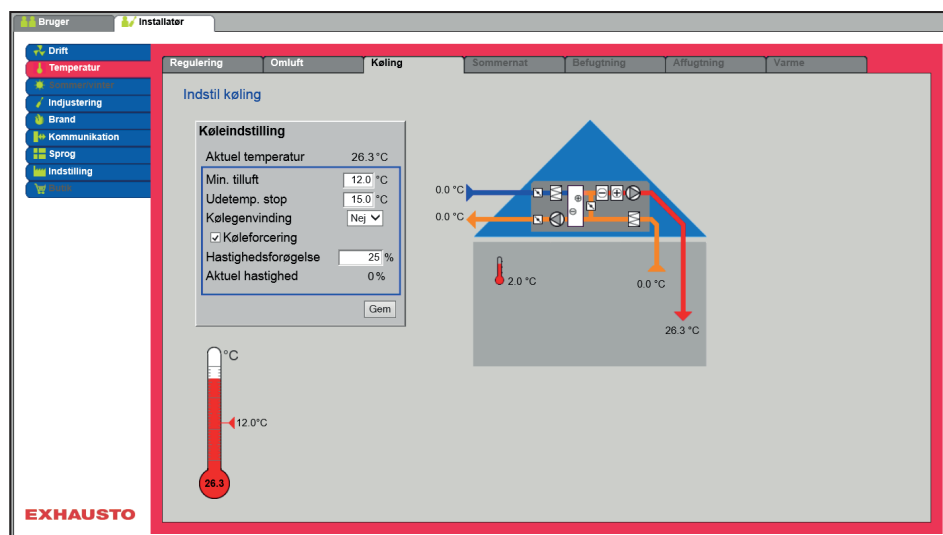 Bruger Installatør
Drift
Temperatur
Sommer/vinter
Indjustering
Brand
Kommunikation
Sprog
Indstilling
Butik
Regulering Omluft Køling Sommernat Befugtning Affugtning Varme
Indstil køling
Køleindstilling
Aktuel temperatur 26.3°C
Min. tilluft 12.0 °C
Udetemp. stop 15.0 °C
Kølegenvinding Nej
Køleforcering
Hastighedsforøgelse 25 %
Aktuel hastighed 0%
Gem
0.0 °C
0.0 °C
2.0 °C
0.0 °C
26.3 °C
°C
12.0°C
26.3
EXHAUSTO